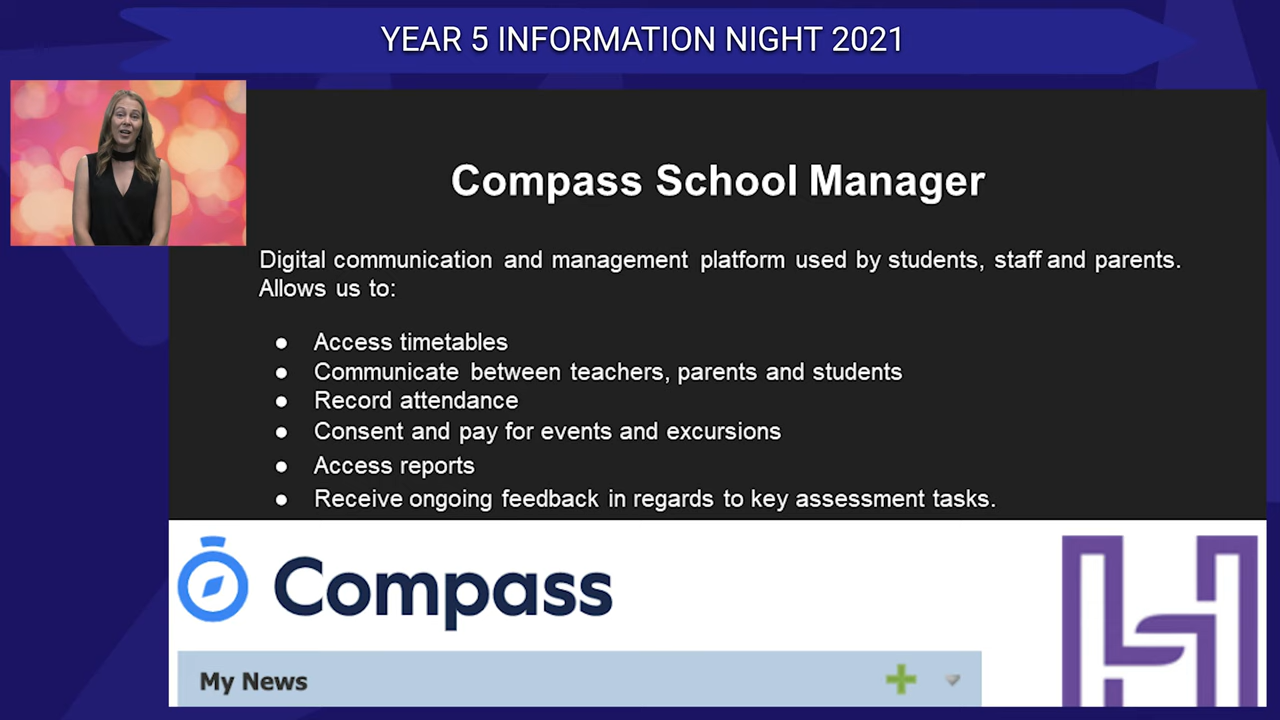 YEAR 5 INFORMATION NIGHT 2021
Compass School Manager
Digital communication and management platform used by students, staff and parents.
Allows us to:
● Access timetables
● Communicate between teachers, parents and students
● Record attendance
● Consent and pay for events and excursions
● Access reports
● Receive ongoing feedback in regards to key assessment tasks.
Compass
My News